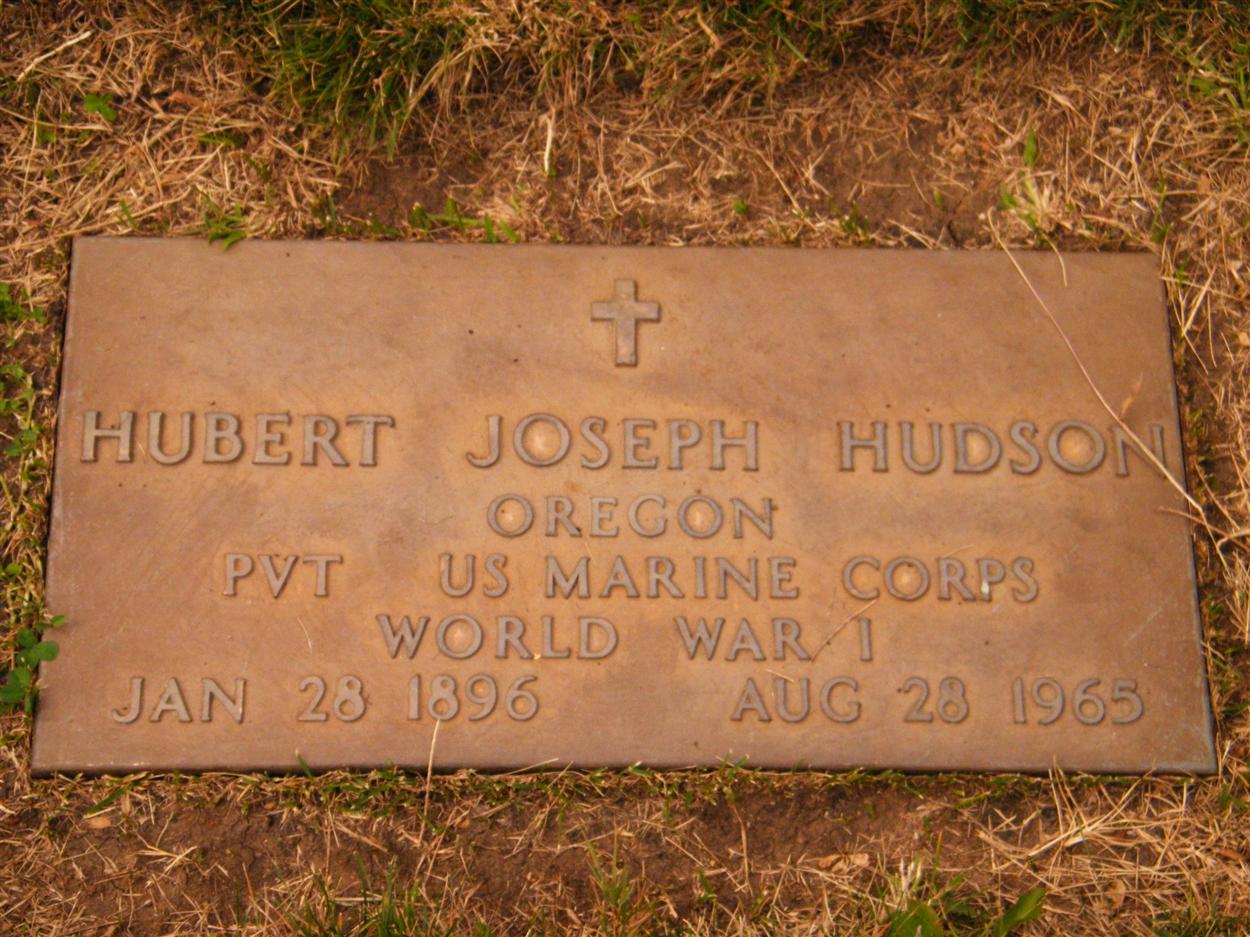 HUBERT JOSEPH HUDSON
OREGON
PVT US MARINE CORPS
WORLD WAR I
JAN 28 1896 AUG 28 1965